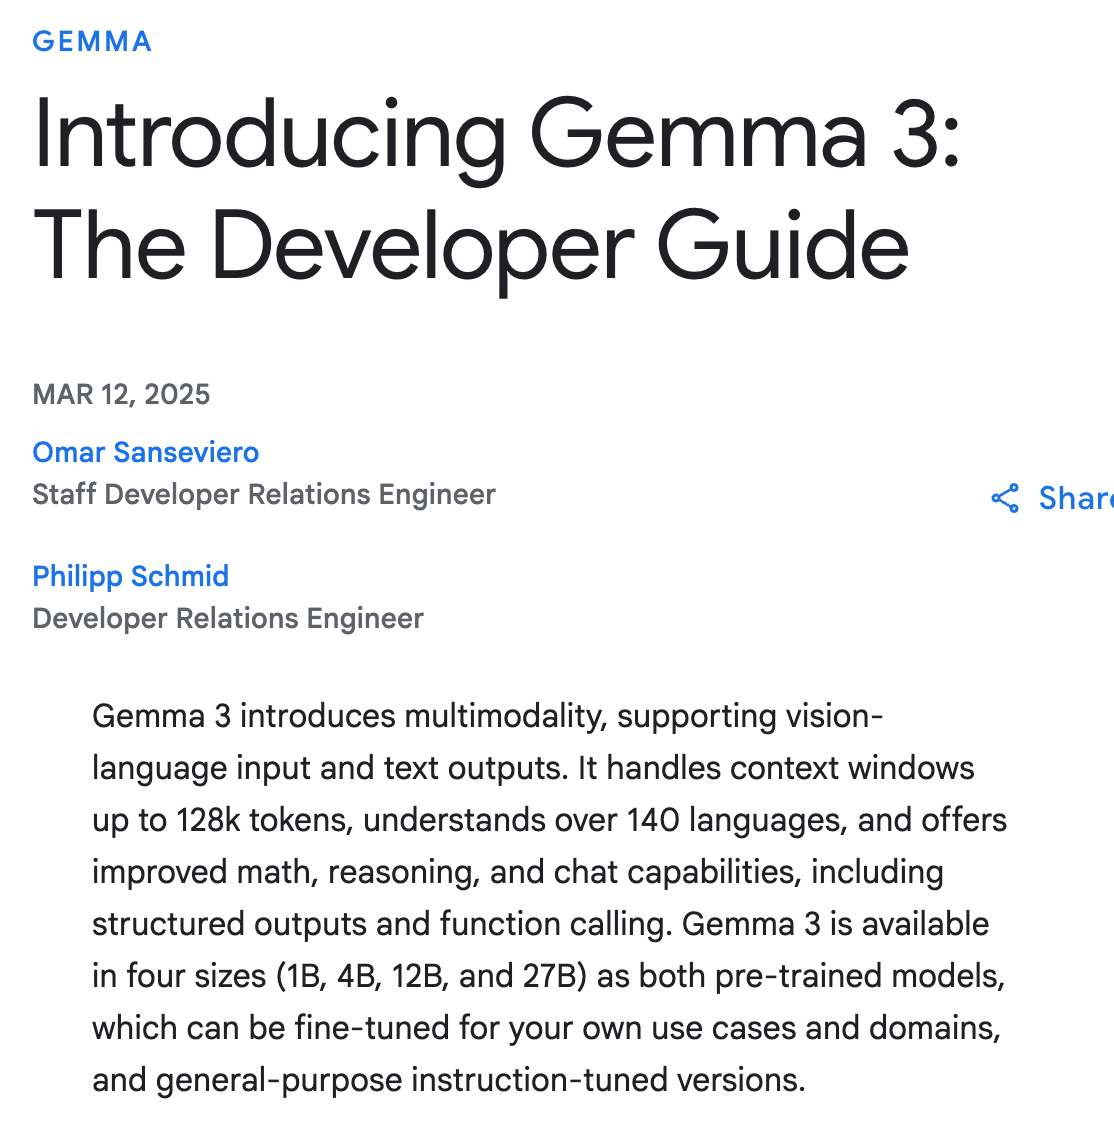 GEMMA
Introducing Gemma 3:
The Developer Guide
MAR 12, 2025
Omar Sanseviero
Staff Developer Relations Engineer
Share
Philipp Schmid
Developer Relations Engineer
Gemma 3 introduces multimodality, supporting vision-
language input and text outputs. It handles context windows
up to 128k tokens, understands over 140 languages, and offers
improved math, reasoning, and chat capabilities, including
structured outputs and function calling. Gemma 3 is available
in four sizes (1B, 4B, 12B, and 27B) as both pre-trained models,
which can be fine-tuned for your own use cases and domains,
and general-purpose instruction-tuned versions.